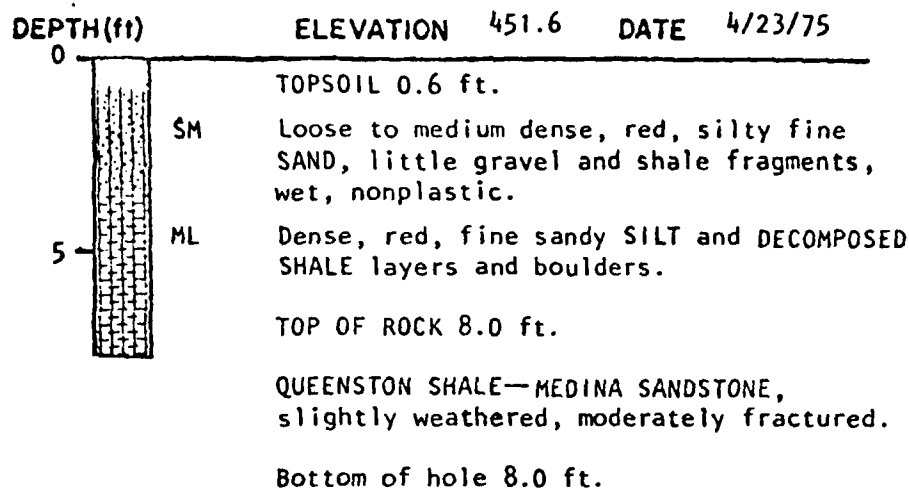 DEPTH(ft) ELEVATION 451.6 DATE 4/23/75
0
TOPSOIL 0.6 ft.
SM Loose to medium dense, red, silty fine
SAND, little gravel and shale fragments,
wet, nonplastic.
ML Dense, red, fine sandy SILT and DECOMPOSED
5 SHALE layers and boulders.
TOP OF ROCK 8.0 ft.
QUEENSTON SHALE—MEDINA SANDSTONE,
slightly weathered, moderately fractured.
Bottom of hole 8.0 ft.